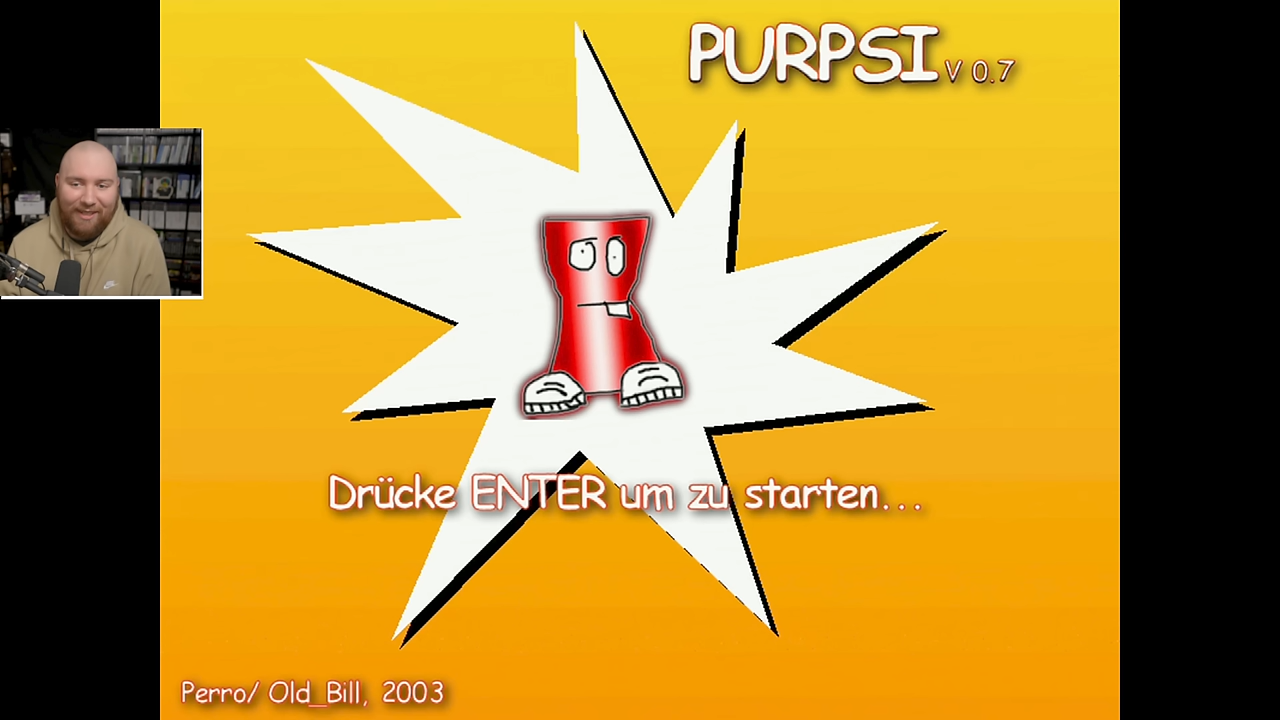 PURPSI V 0.7
Drücke ENTER um zu starten...
Perro/ Old_Bill, 2003